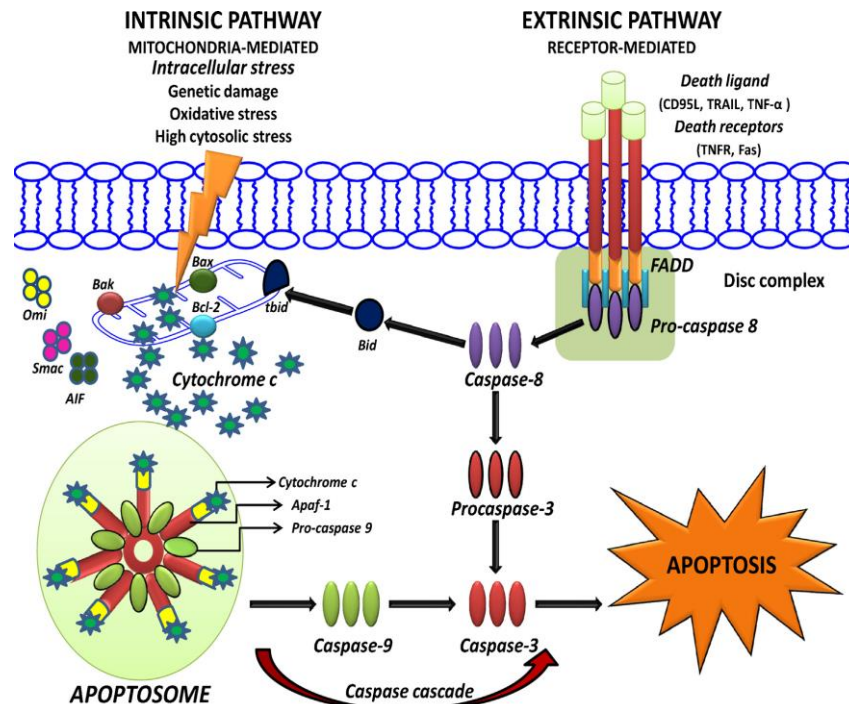 INTRINSIC PATHWAY
MITOCHONDRIA-MEDIATED
Intracellular stress
Genetic damage
Oxidative stress
High cytosolic stress
EXTRINSIC PATHWAY
RECEPTOR-MEDIATED
Death ligand
(CD95L, TRAIL, TNF-α )
Death receptors
(TNFR, Fas)
FADD
Disc complex
Pro-caspase 8
Bak
Bax
Bcl-2
tbid
Bid
Omi
Smac
AIF
Cytochrome c
Caspase-8
Procaspase-3
Cytochrome c
Apaf-1
Pro-caspase 9
APOPTOSIS
Caspase-9
Caspase-3
Caspase cascade
APOPTOSOME